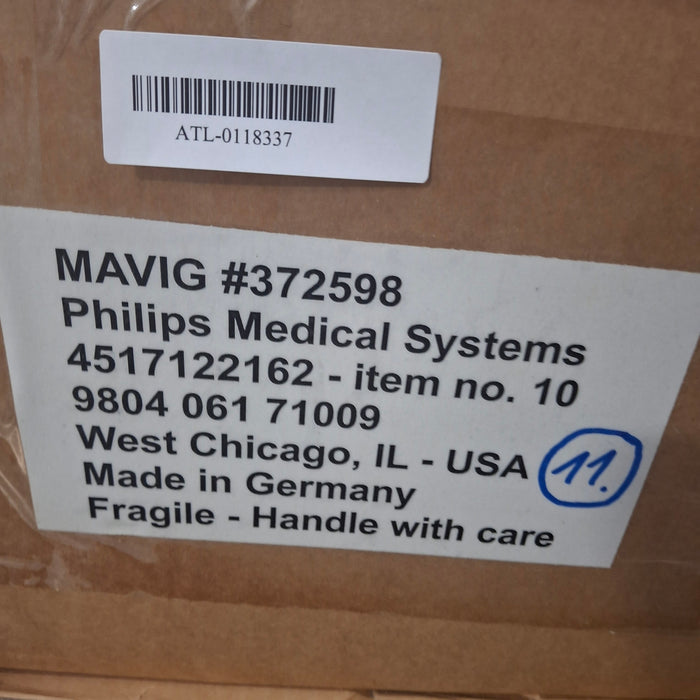 ATL-0118337
MAVIG #372598
Philips Medical Systems
4517122162 - item no. 10
9804 061 71009
West Chicago, IL - USA 11.
Made in Germany
Fragile - Handle with care